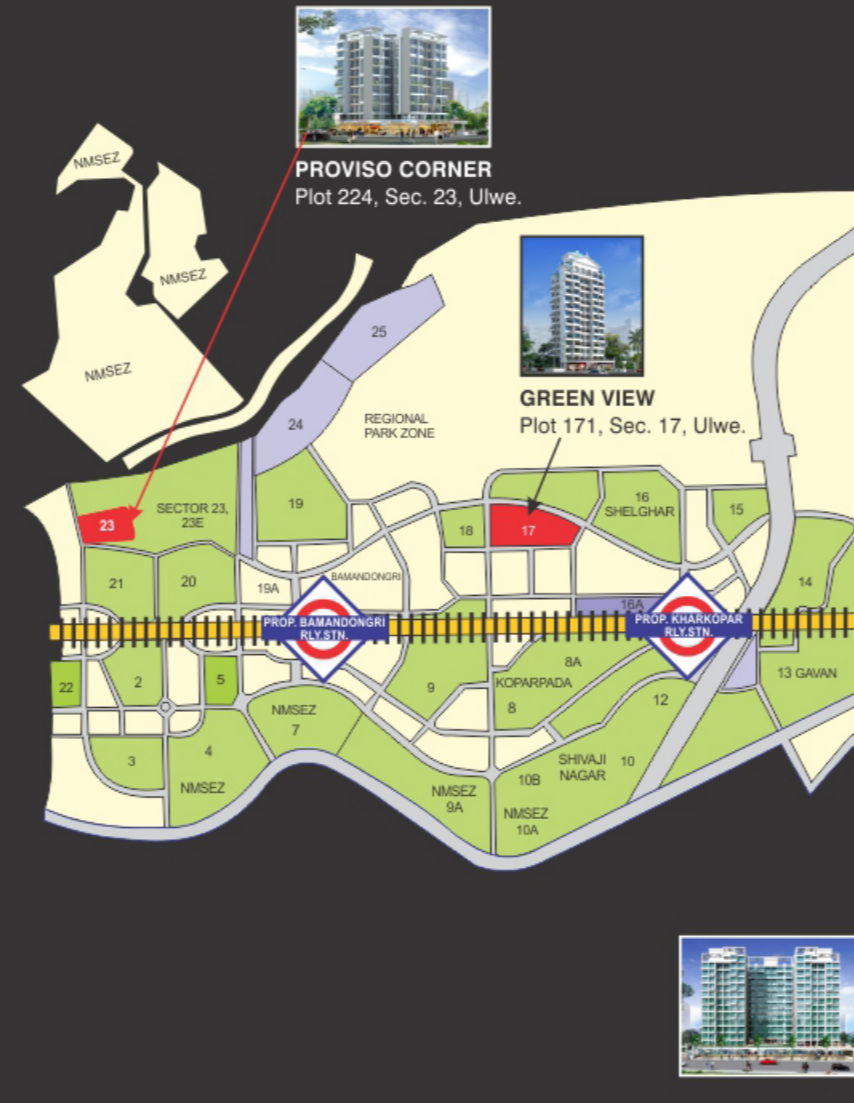 PROVISO CORNER
Plot 224, Sec. 23, Ulwe.
NMSEZ
NMSEZ
NMSEZ
25
24
REGIONAL
PARK ZONE
GREEN VIEW
Plot 171, Sec. 17, Ulwe.
23
SECTOR 23,
23E
19
18
17
16
SHELGHAR
15
14
21
20
19A
BAMANDONGRI
16A
PROP. BAMANDONGRI
RLY.STN.
PROP. KHARKOPAR
RLY.STN.
22
2
5
9
8A
KOPARPADA
8
12
13 GAVAN
NMSEZ
7
3
4
NMSEZ
SHIVAJI
NAGAR
10
10B
NMSEZ
9A
NMSEZ
10A